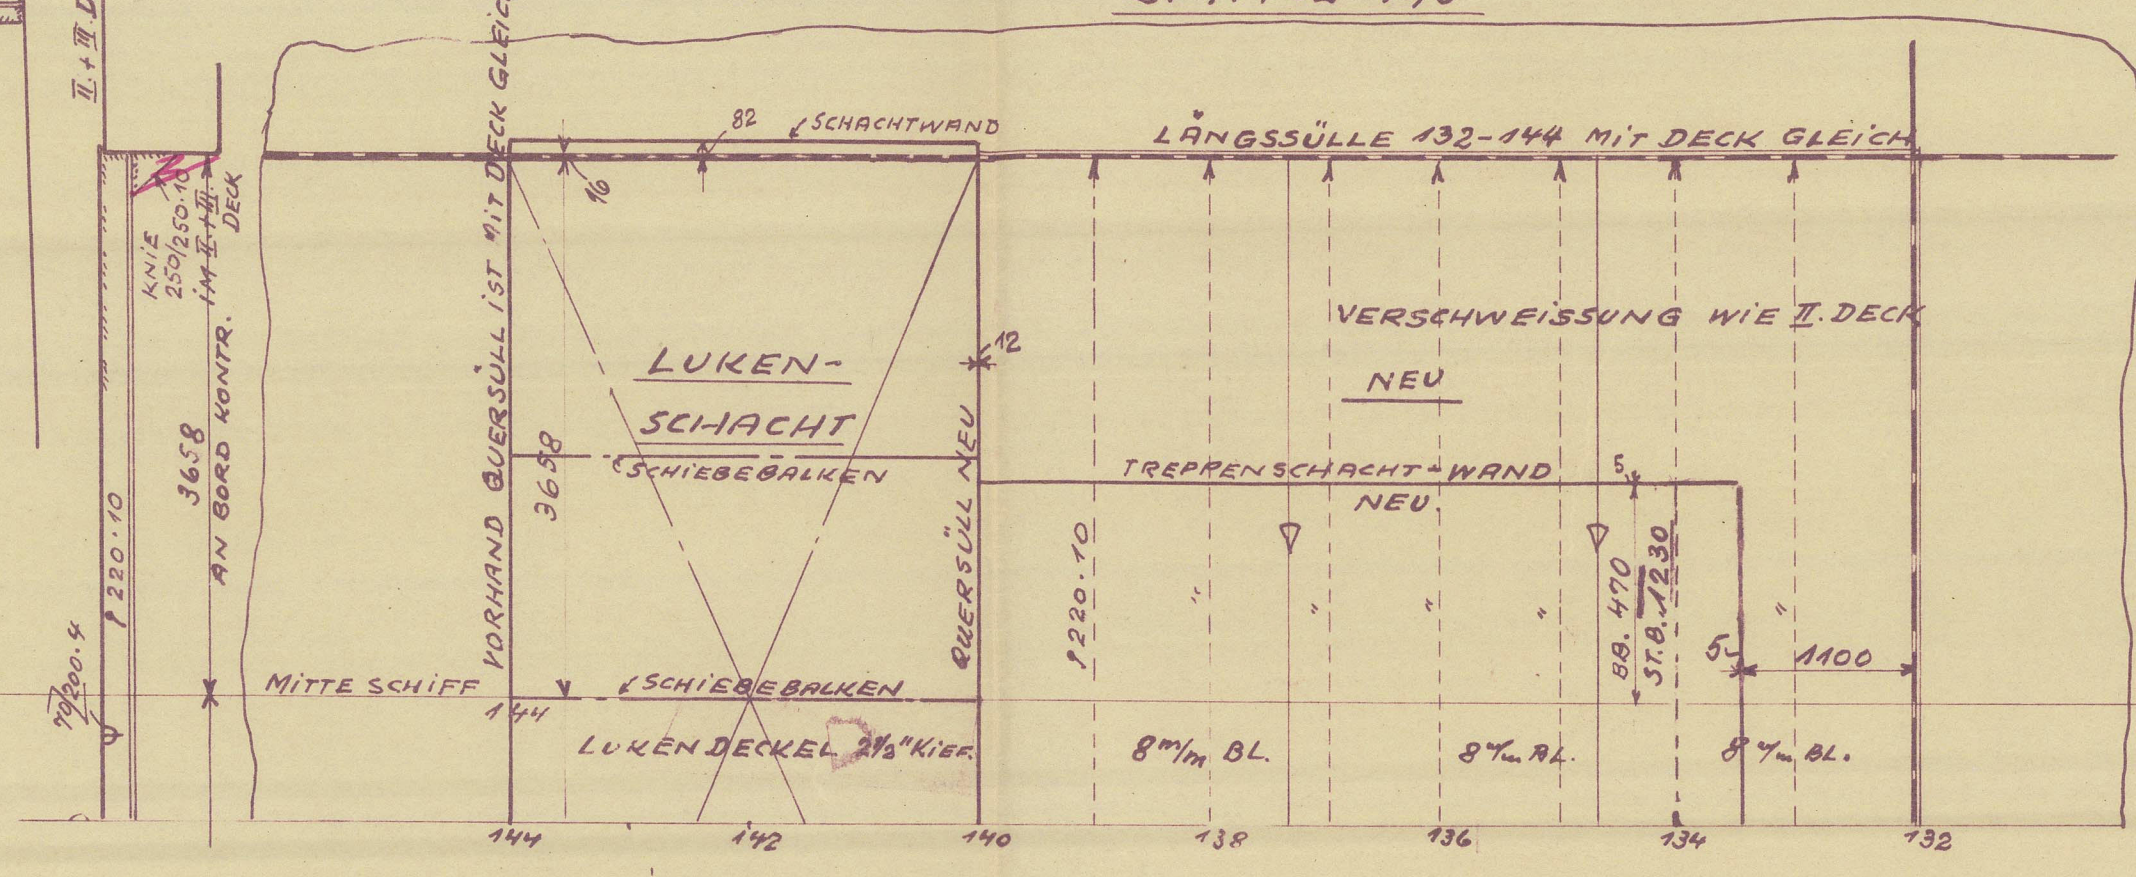 II. + III. D
82
SCHACHTWAND
LÄNGSSÜLLE 132-144 MIT DECK GLEICH
16
KNIE
250/250.10
IM II.+III.
DECK
AN BORD KONTR.
3658
VORHAND QUERSÜLL IST MIT DECK GLEICH
VERSCHWEISSUNG WIE II. DECK
12
LUKEN-
SCHACHT
NEU
3658
SCHIEBEBALKEN
QUERSÜLL NEU
TREPPENSCHACHT-WAND
NEU.
5
220.10
220.10
" " " " "
BB. 470
ST.B. 1230
5
1100
70/200.4
MITTE SCHIFF
SCHIEBEBALKEN
144
LUKENDECKEL 2½" KIEF.
8 m/m BL.
8 m/m BL.
8 m/m BL.
144
142
140
138
136
134
132